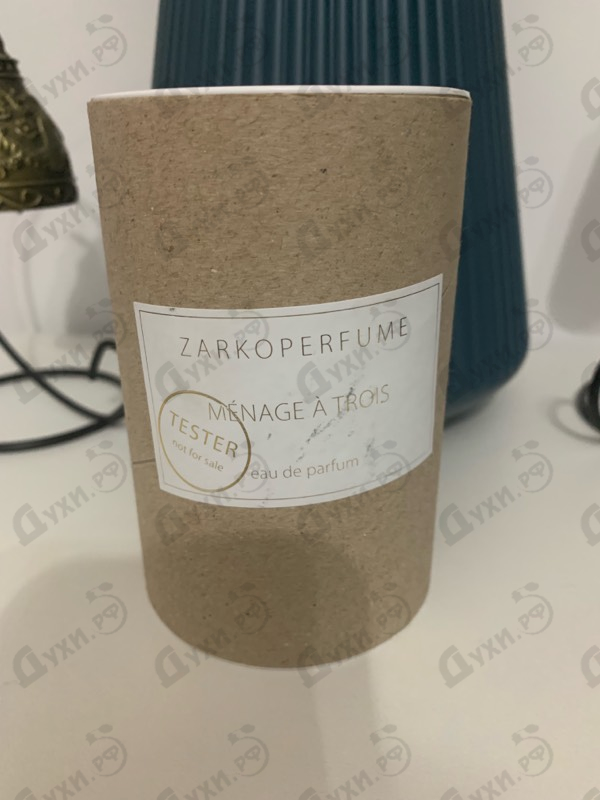 ZARKOPERFUME
MÉNAGE À TROIS
TESTER
not for sale
eau de parfum
Духи.РФ